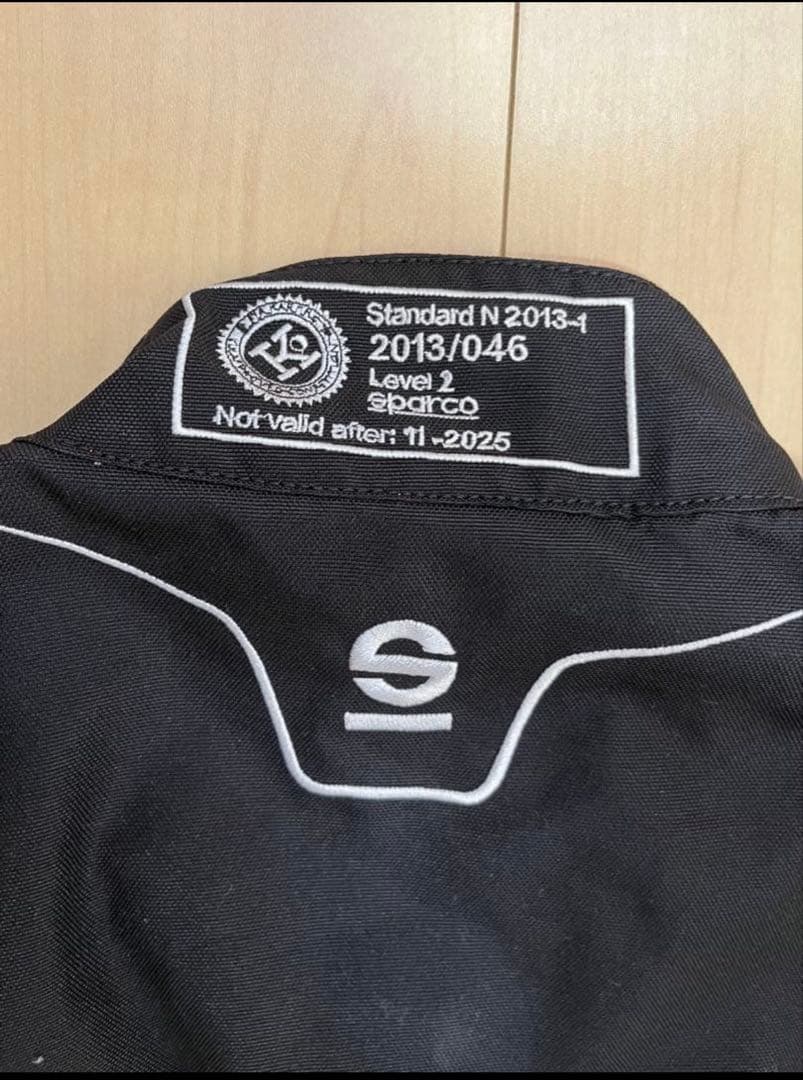 Standard N 2013-1
2013/046
Level 2
sparco
Not valid after: 11-2025